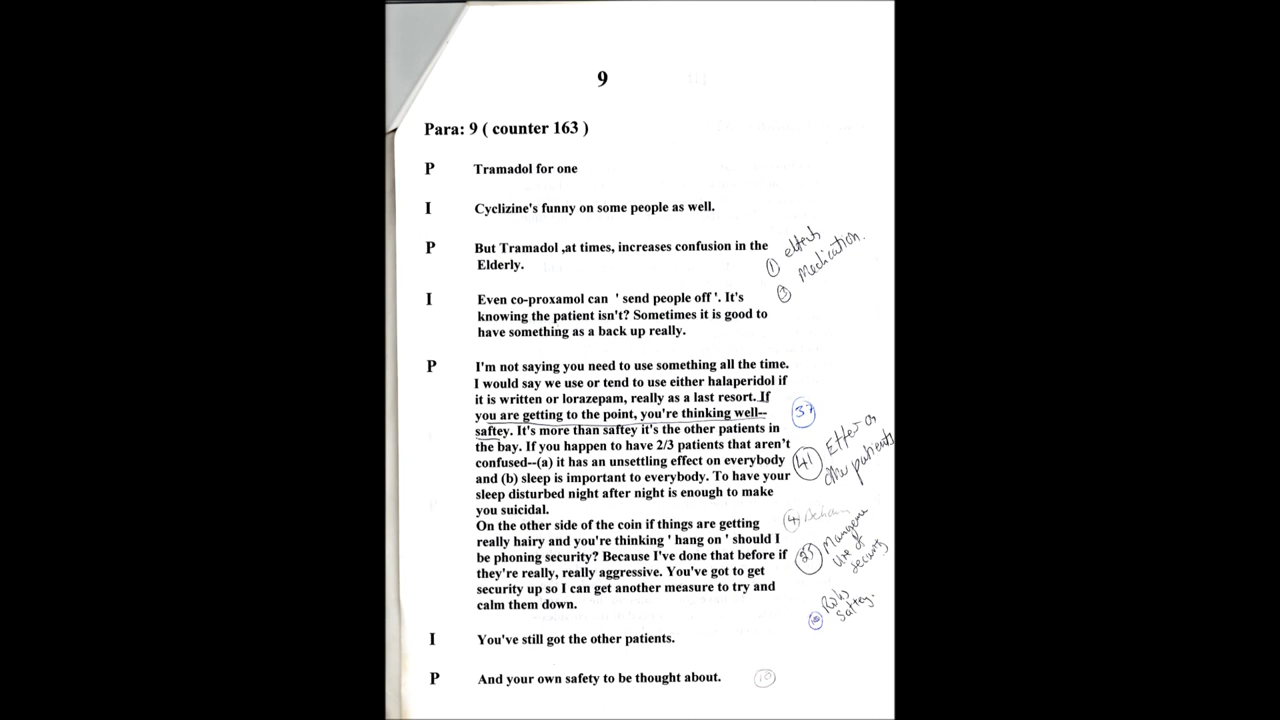 9
Para: 9 ( counter 163 )
P Tramadol for one
I Cyclizine's funny on some people as well.
P But Tramadol ,at times, increases confusion in the
Elderly.
① effects
③ Medication.
I Even co-proxamol can ' send people off '. It's
knowing the patient isn't? Sometimes it is good to
have something as a back up really.
P I'm not saying you need to use something all the time.
I would say we use or tend to use either halaperidol if
it is written or lorazepam, really as a last resort. If
you are getting to the point, you're thinking well--
saftey. It's more than saftey it's the other patients in
the bay. If you happen to have 2/3 patients that aren't
confused--(a) it has an unsettling effect on everybody
and (b) sleep is important to everybody. To have your
sleep disturbed night after night is enough to make
you suicidal.
37
41 Effect on
other patients
On the other side of the coin if things are getting
really hairy and you're thinking ' hang on ' should I
be phoning security? Because I've done that before if
they're really, really aggressive. You've got to get
security up so I can get another measure to try and
calm them down.
25
use of
security
saftey.
I You've still got the other patients.
P And your own safety to be thought about.
10